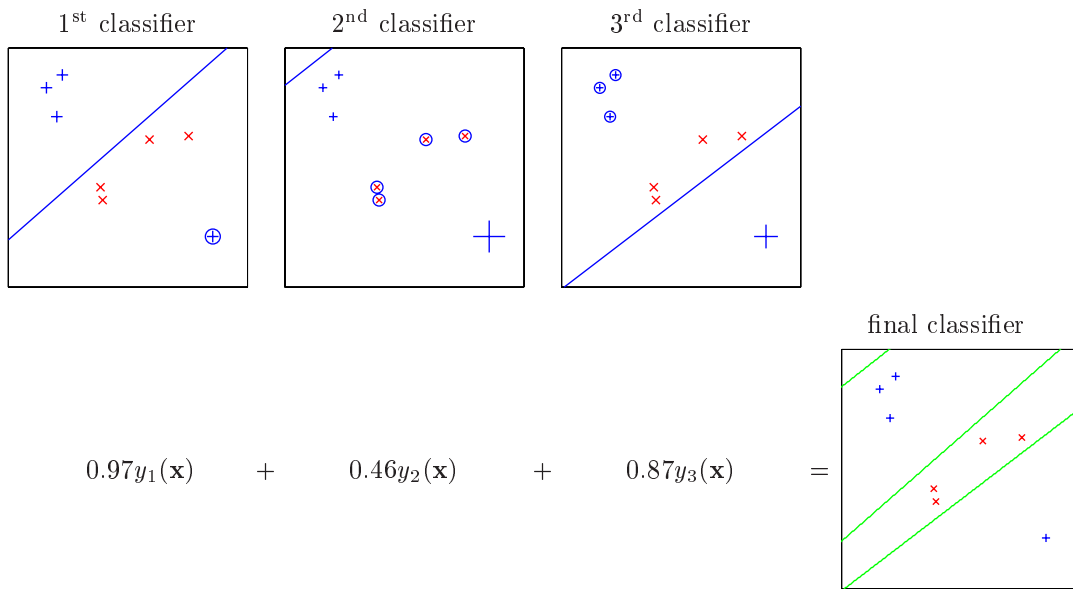 1st classifier
2nd classifier
3rd classifier
final classifier
0.97y1(x) + 0.46y2(x) + 0.87y3(x) =